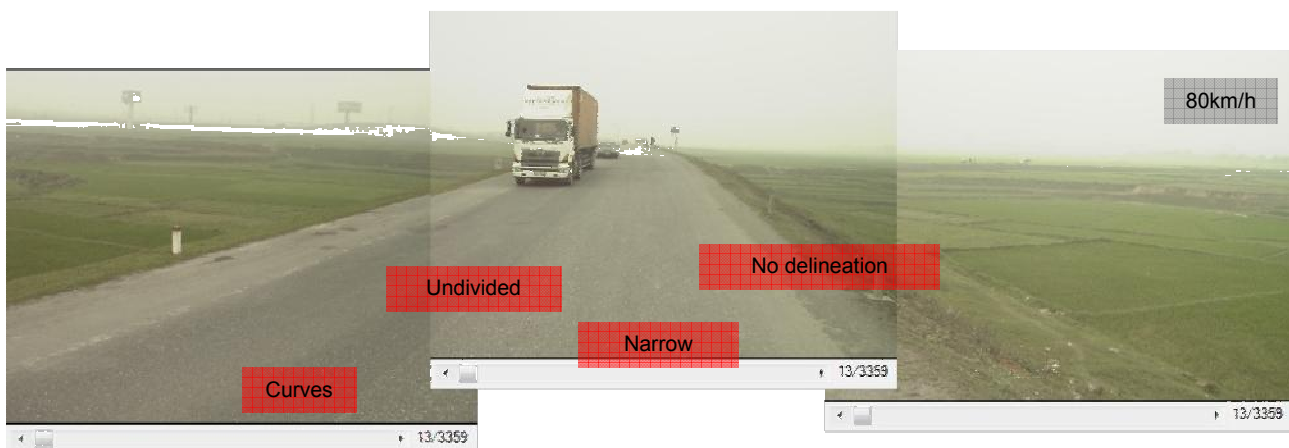 80km/h
No delineation
Undivided
Narrow
13/3359
Curves
13/3359
13/3359